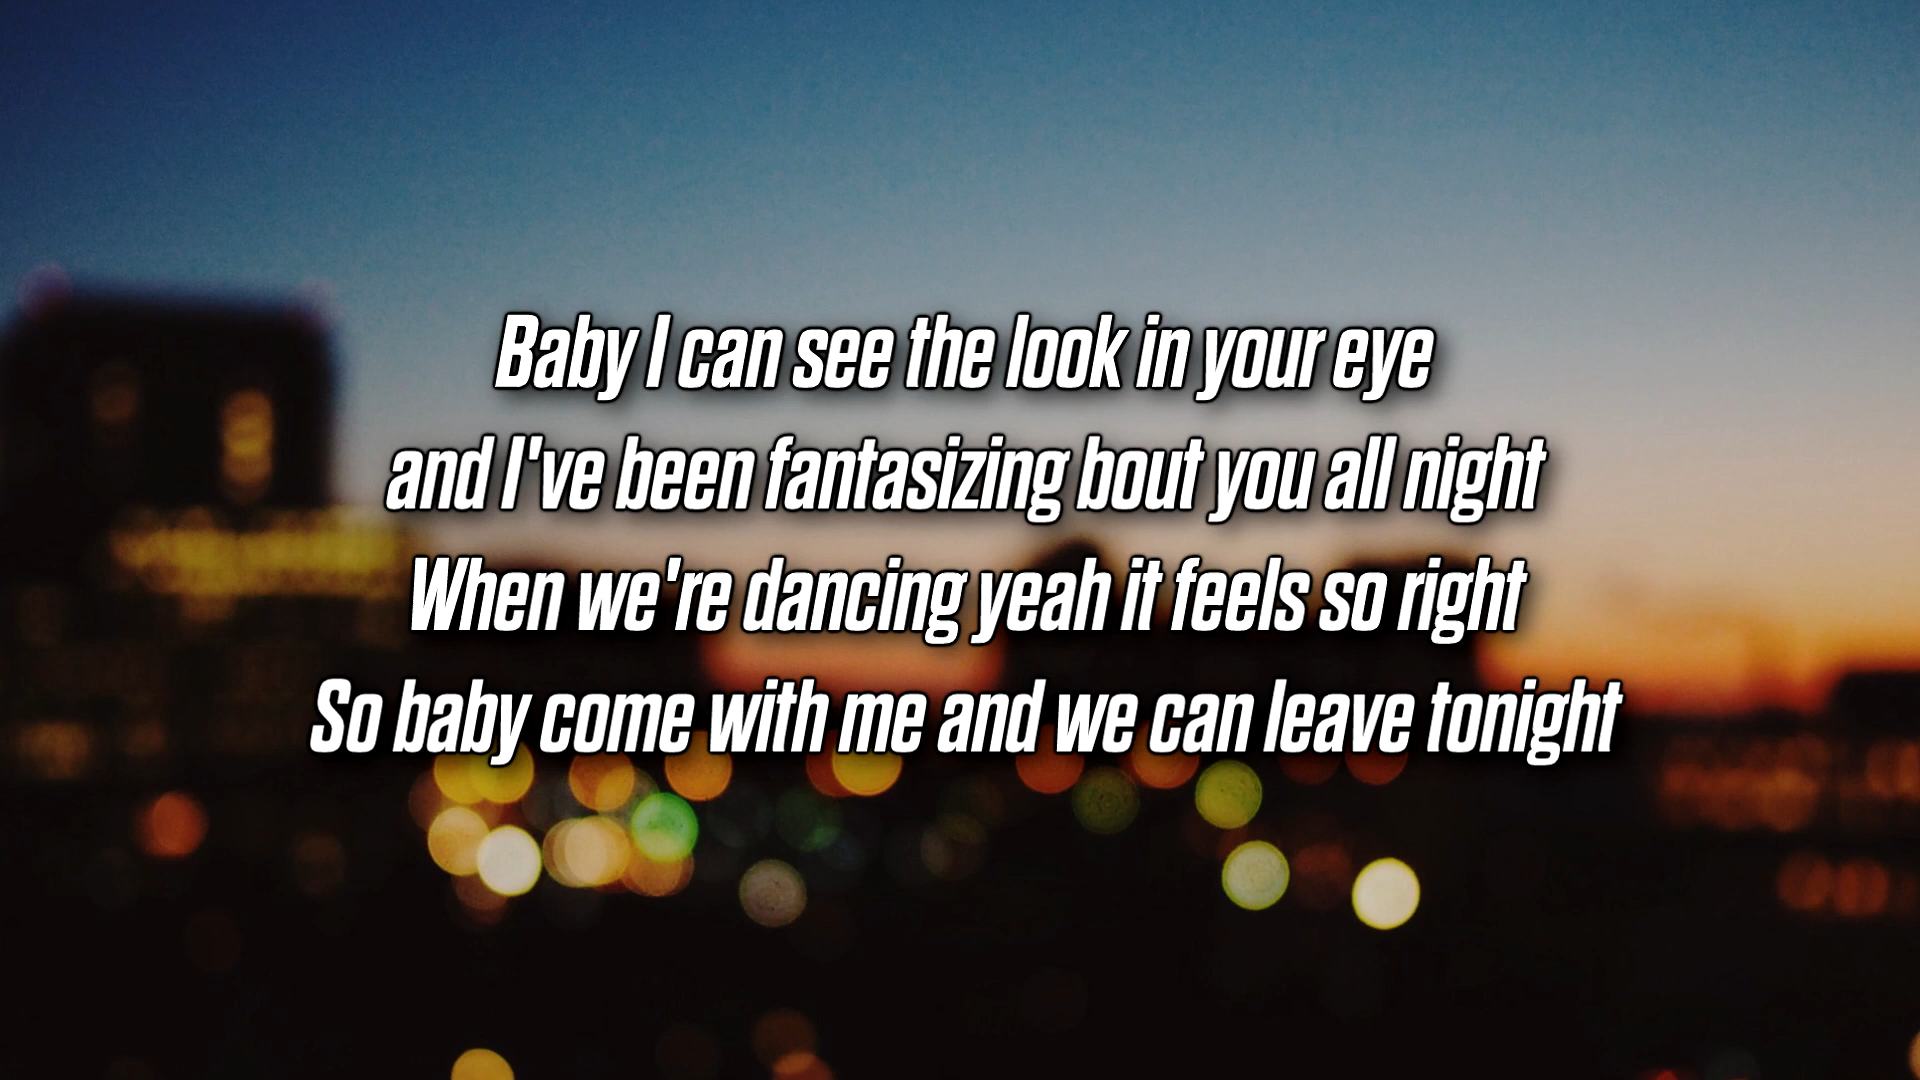 Baby I can see the look in your eye
and I've been fantasizing bout you all night
When we're dancing yeah it feels so right
So baby come with me and we can leave tonight